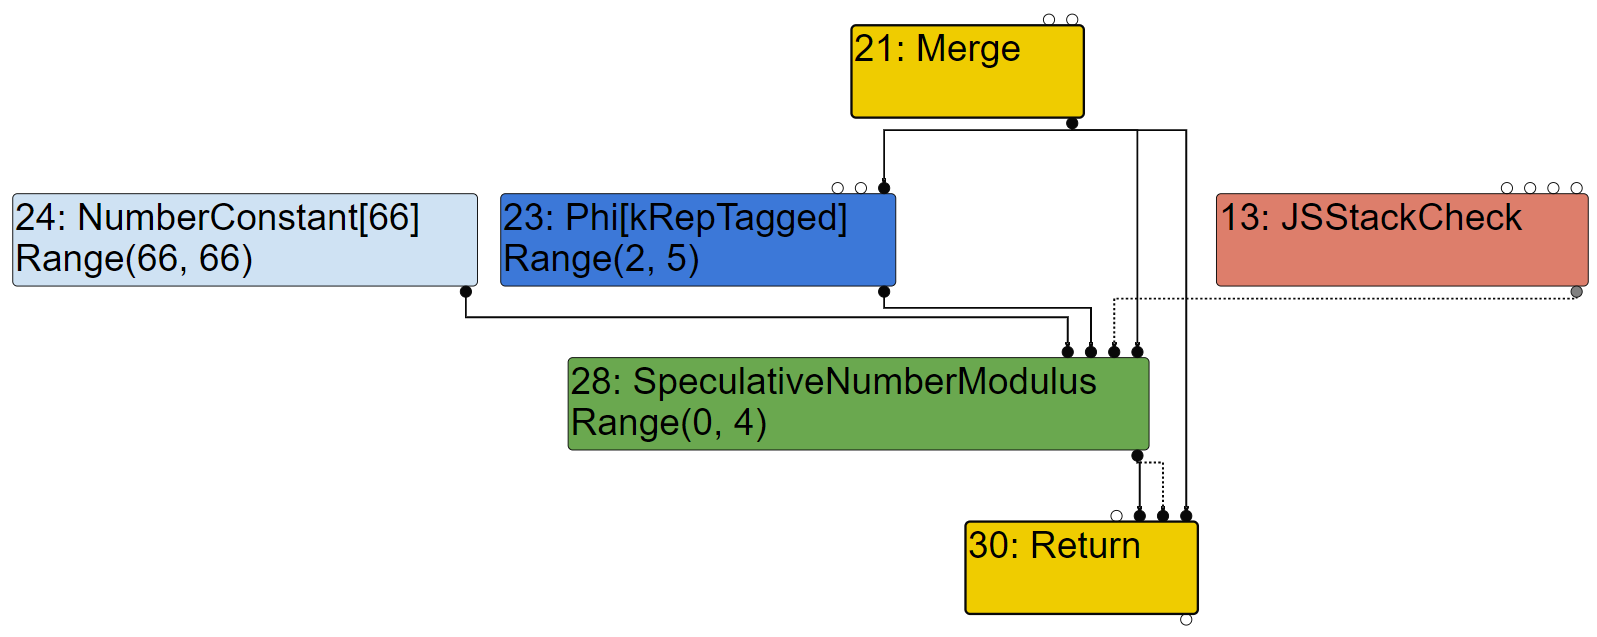 21: Merge
24: NumberConstant[66]
Range(66, 66)
23: Phi[kRepTagged]
Range(2, 5)
13: JSStackCheck
28: SpeculativeNumberModulus
Range(0, 4)
30: Return